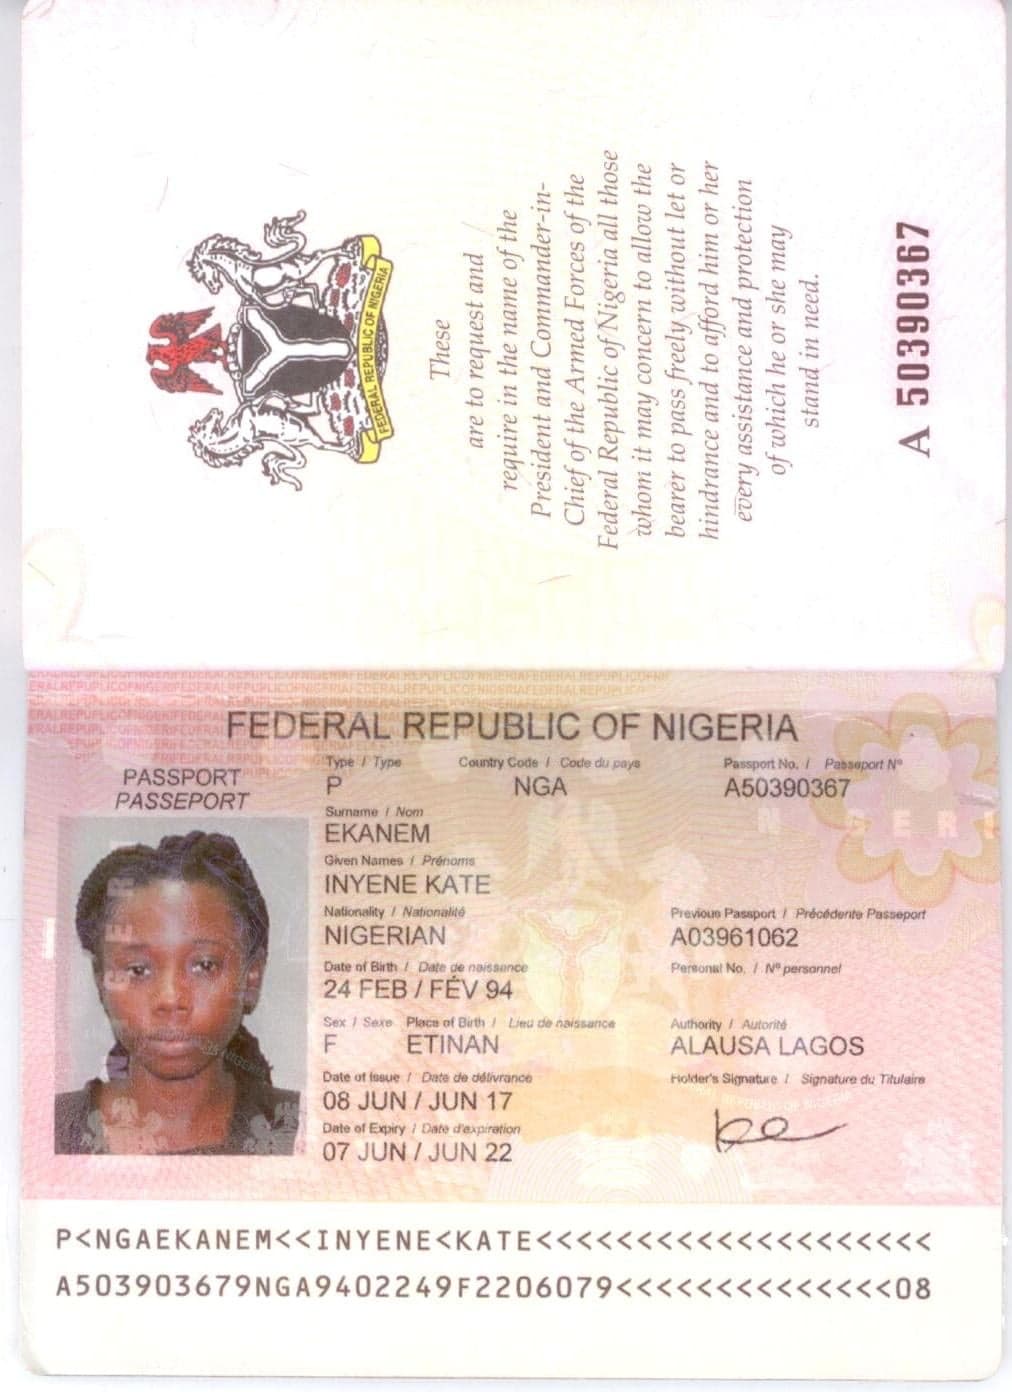 These
are to request and
require in the name of the
President and Commander-in-
Chief of the Armed Forces of the
Federal Republic of Nigeria all those
whom it may concern to allow the
bearer to pass freely without let or
hindrance and to afford him or her
every assistance and protection
of which he or she may
stand in need.
FEDERAL REPUBLIC OF NIGERIA
A 50390367
FEDERAL REPUBLIC OF NIGERIA
PASSPORT
PASSEPORT
Type / Type Country Code / Code du pays Passport No. / Passeport Nº
P NGA A50390367
Surname / Nom
EKANEM
Given Names / Prénoms
INYENE KATE
Nationality / Nationalité Previous Passport / Précédente Passeport
NIGERIAN A03961062
Date of Birth / Date de naissance Personal No. / Nº personnel
24 FEB / FÉV 94
Sex / Sexe Place of Birth / Lieu de naissance Authority / Autorité
F ETINAN ALAUSA LAGOS
Date of Issue / Date de délivrance Holder's Signature / Signature du Titulaire
08 JUN / JUN 17
Date of Expiry / Date d'expiration
07 JUN / JUN 22
P<NGAEKANEM<<INYENE<KATE<<<<<<<<<<<<<<<<<<<<
A503903679NGA9402249F2206079<<<<<<<<<<<<<<08